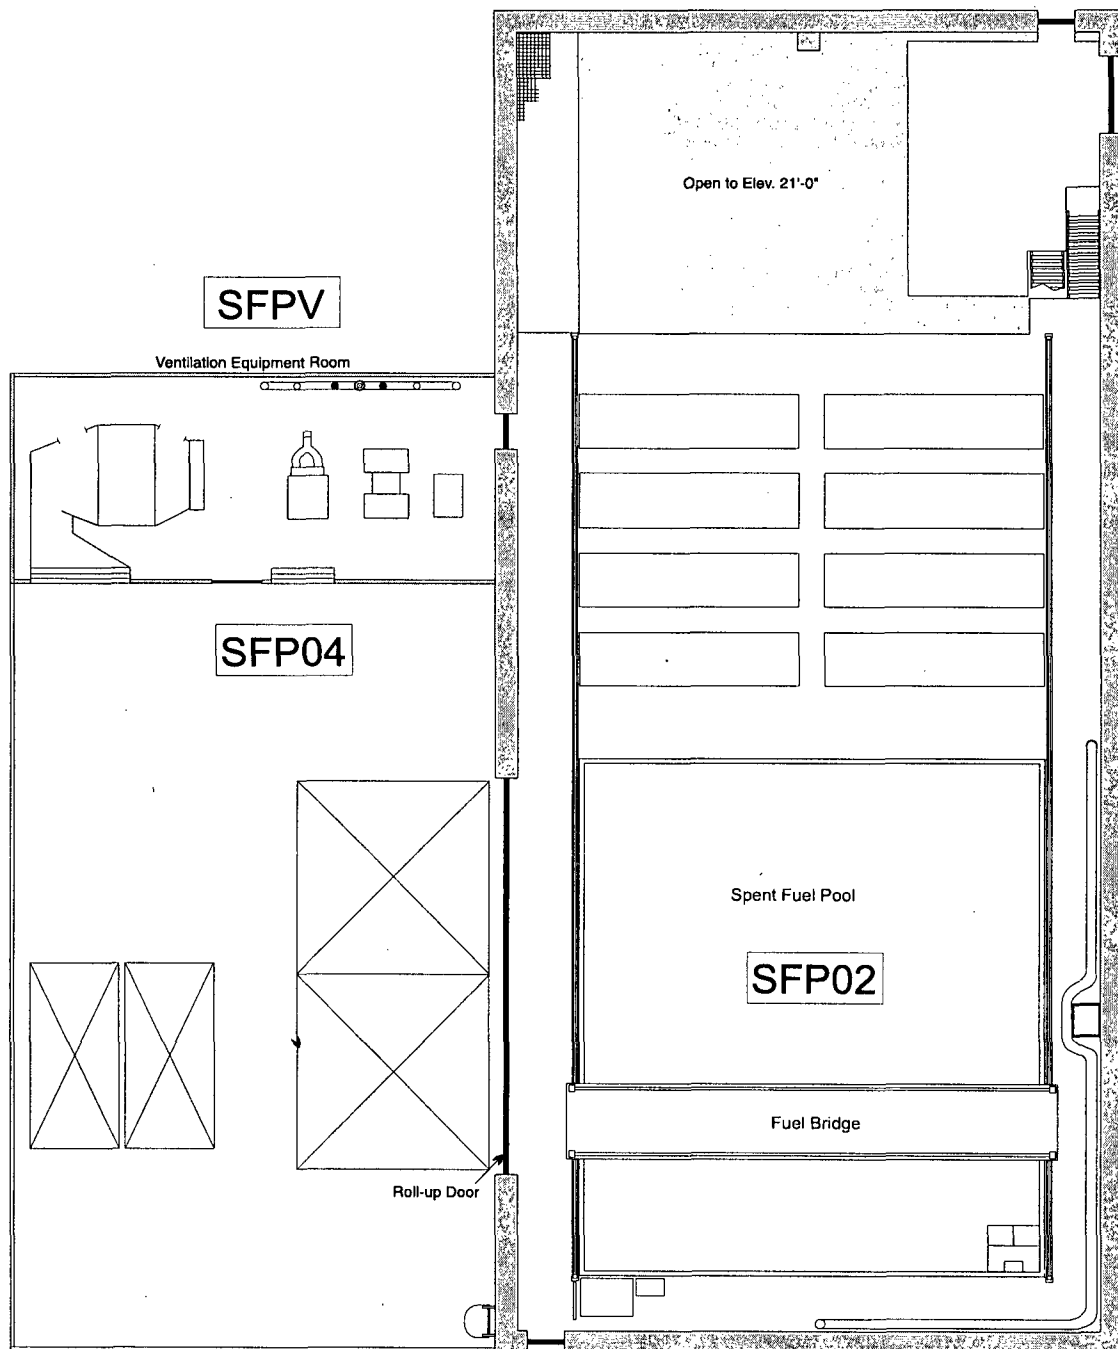 Open to Elev. 21'-0"
SFPV
Ventilation Equipment Room
SFP04
Spent Fuel Pool
SFP02
Fuel Bridge
Roll-up Door